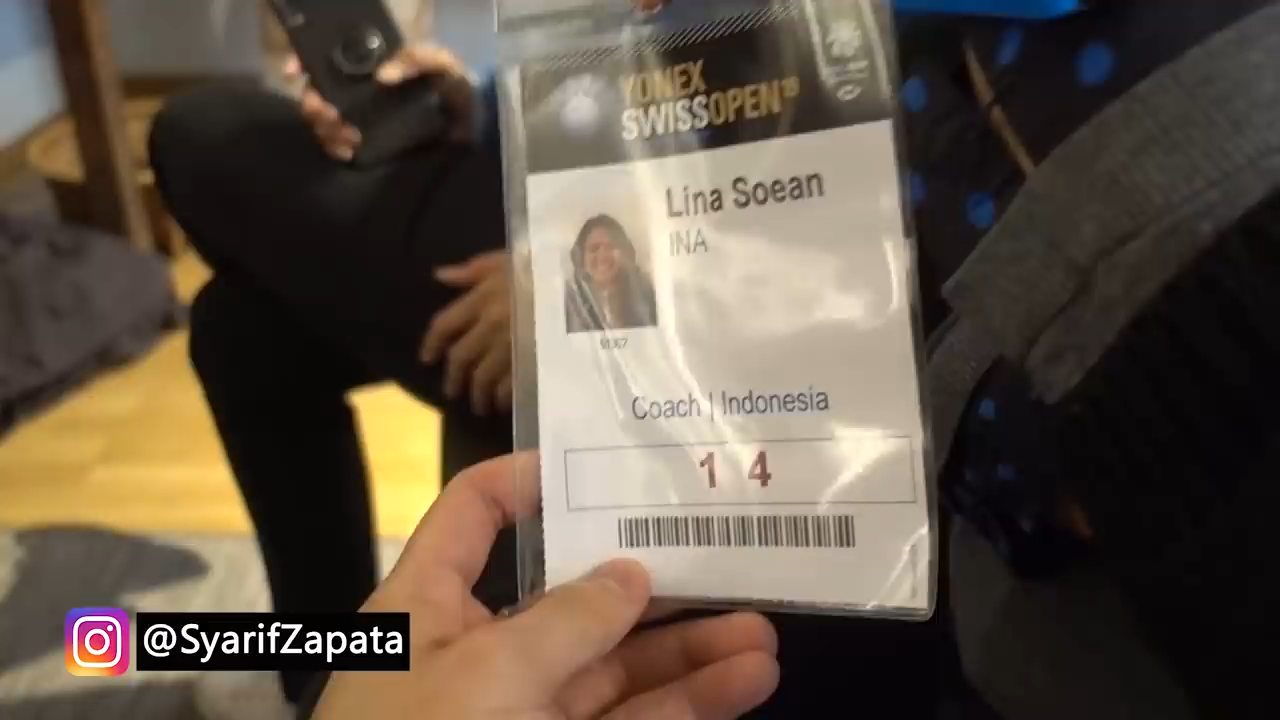 YONEX
SWISSOPEN
Lina Soean
INA
Coach | Indonesia
1 4
@SyarifZapata